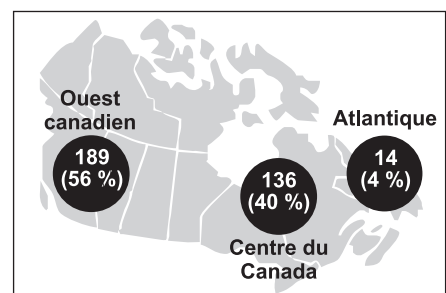 Ouest
canadien
189
(56 %)
136
(40 %)
Centre du
Canada
Atlantique
14
(4 %)